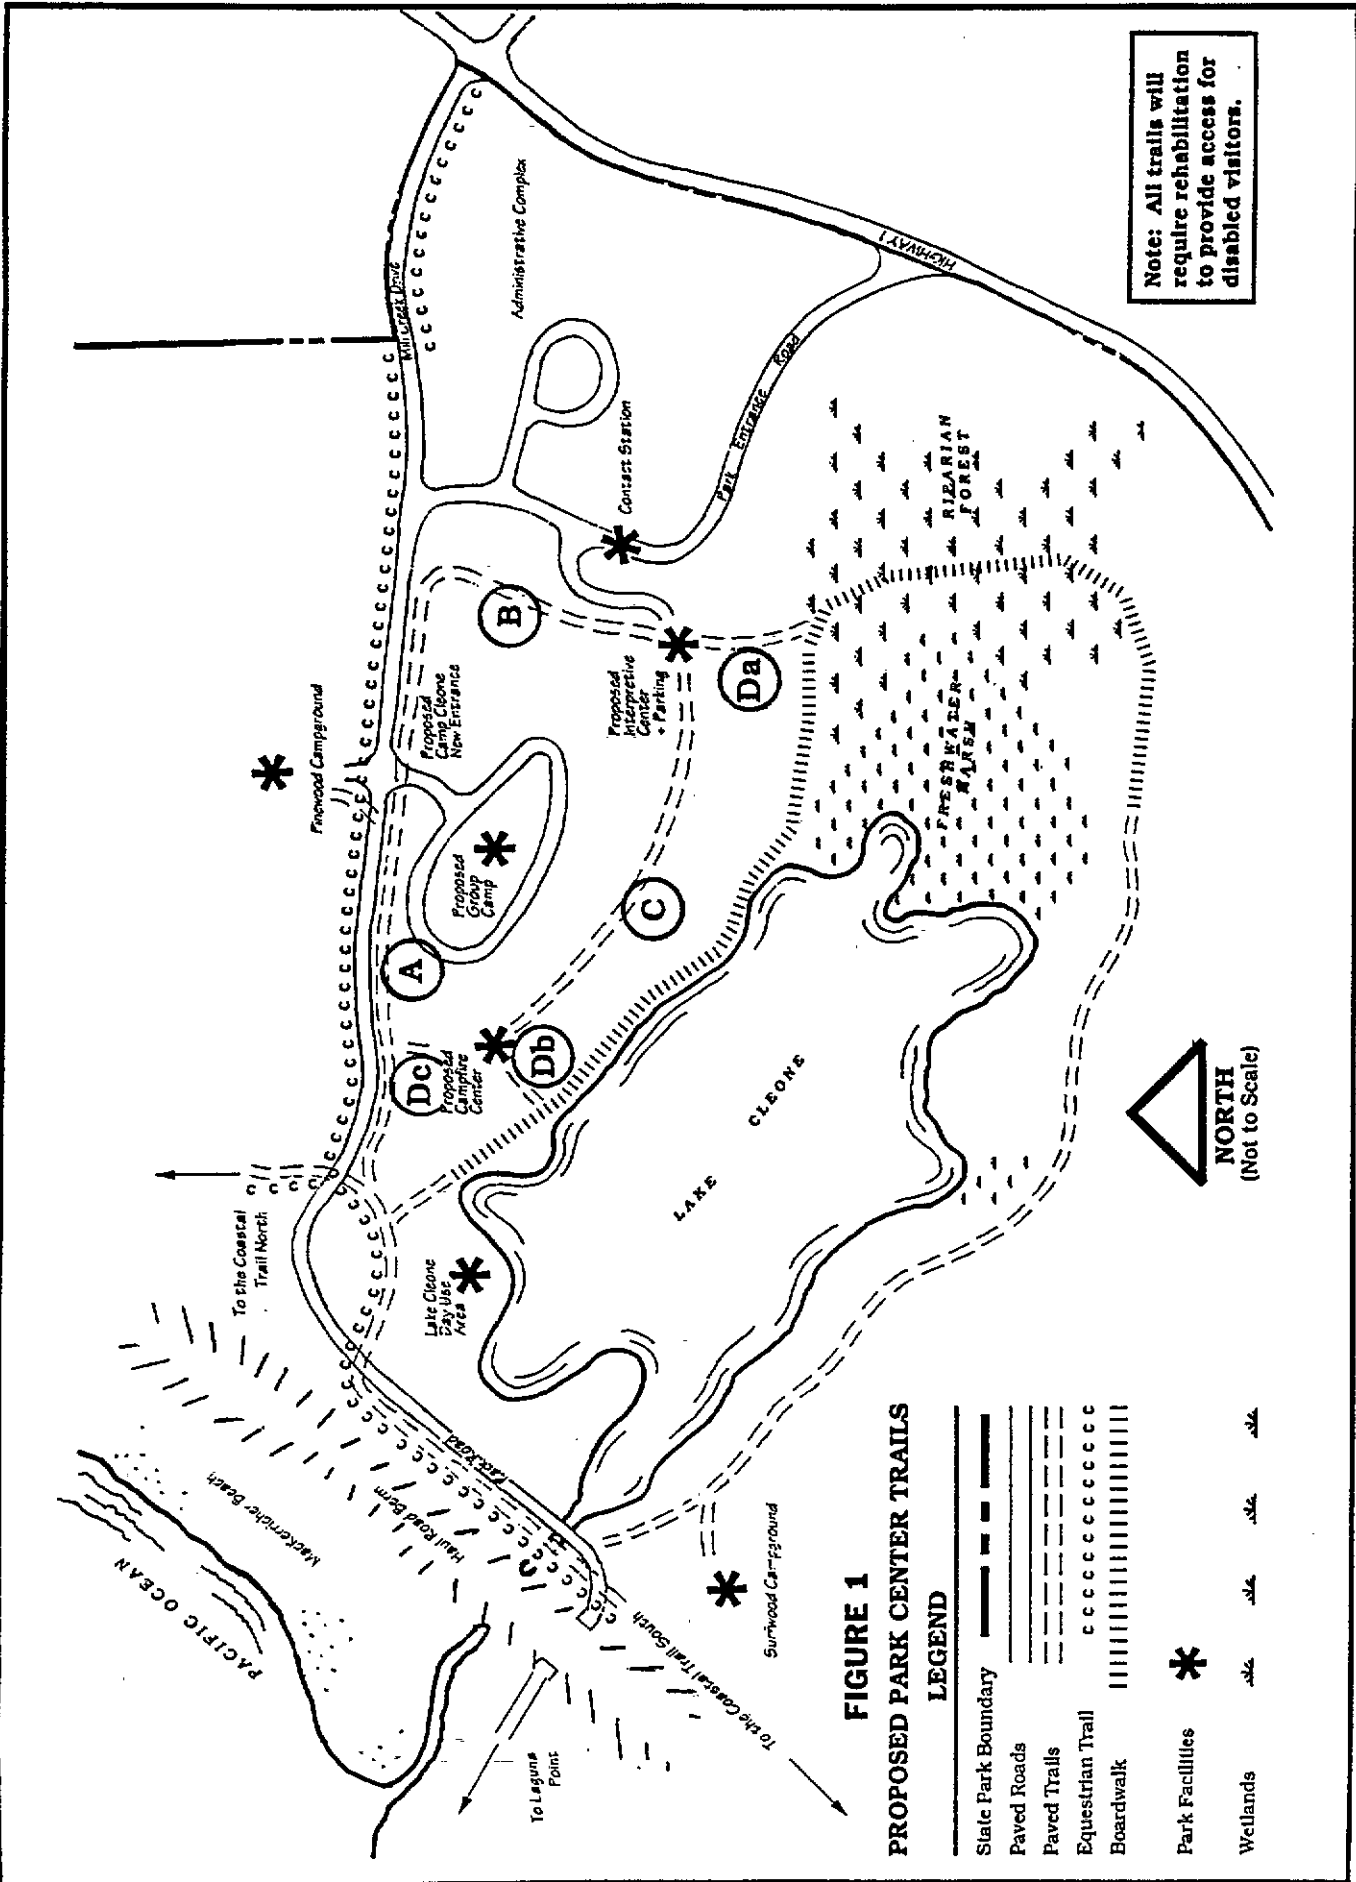 Note: All trails will
require rehabilitation
to provide access for
disabled visitors.
Mill Creek Drive
Administrative Complex
HIGHWAY 1
Park Entrance Road
Contact Station
RIPARIAN
FOREST
FRESHWATER
MARSH
Pinewood Campground
Proposed
Camp Cleone
New Entrance
B
Proposed
Interpretive
Center
+ Parking
Da
Proposed
Group
Camp
A
C
Dc
Proposed
Campfire
Center
Db
LAKE CLEONE
To the Coastal
Trail North
Lake Cleone
Day Use
Area
Park Road
Haul Road Berm
MacKerricher Beach
PACIFIC OCEAN
To Laguna
Point
To the Coastal Trail South
Surfwood Campground
NORTH
(Not to Scale)
FIGURE 1
PROPOSED PARK CENTER TRAILS
LEGEND
State Park Boundary
Paved Roads
Paved Trails
Equestrian Trail
Boardwalk
Park Facilities
Wetlands